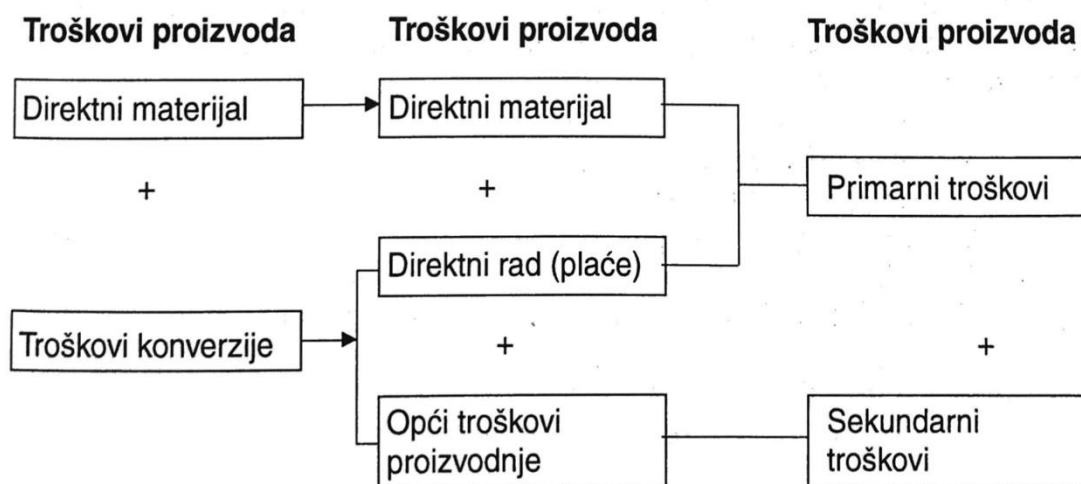 Troškovi proizvoda
Troškovi proizvoda
Troškovi proizvoda
Direktni materijal
Direktni materijal
+
+
Primarni troškovi
Direktni rad (plaće)
Troškovi konverzije
+
+
Opći troškovi
proizvodnje
Sekundarni
troškovi